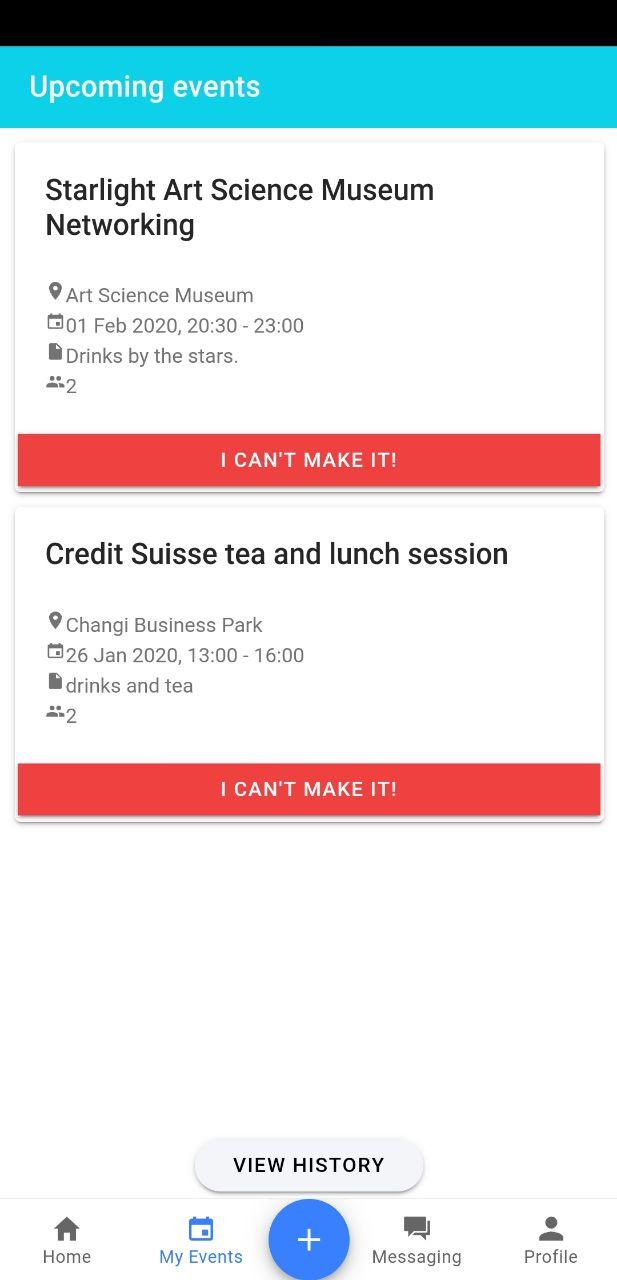 Upcoming events
Starlight Art Science Museum
Networking
Art Science Museum
01 Feb 2020, 20:30 - 23:00
Drinks by the stars.
2
I CAN'T MAKE IT!
Credit Suisse tea and lunch session
Changi Business Park
26 Jan 2020, 13:00 - 16:00
drinks and tea
2
I CAN'T MAKE IT!
VIEW HISTORY
Home
My Events
Messaging
Profile